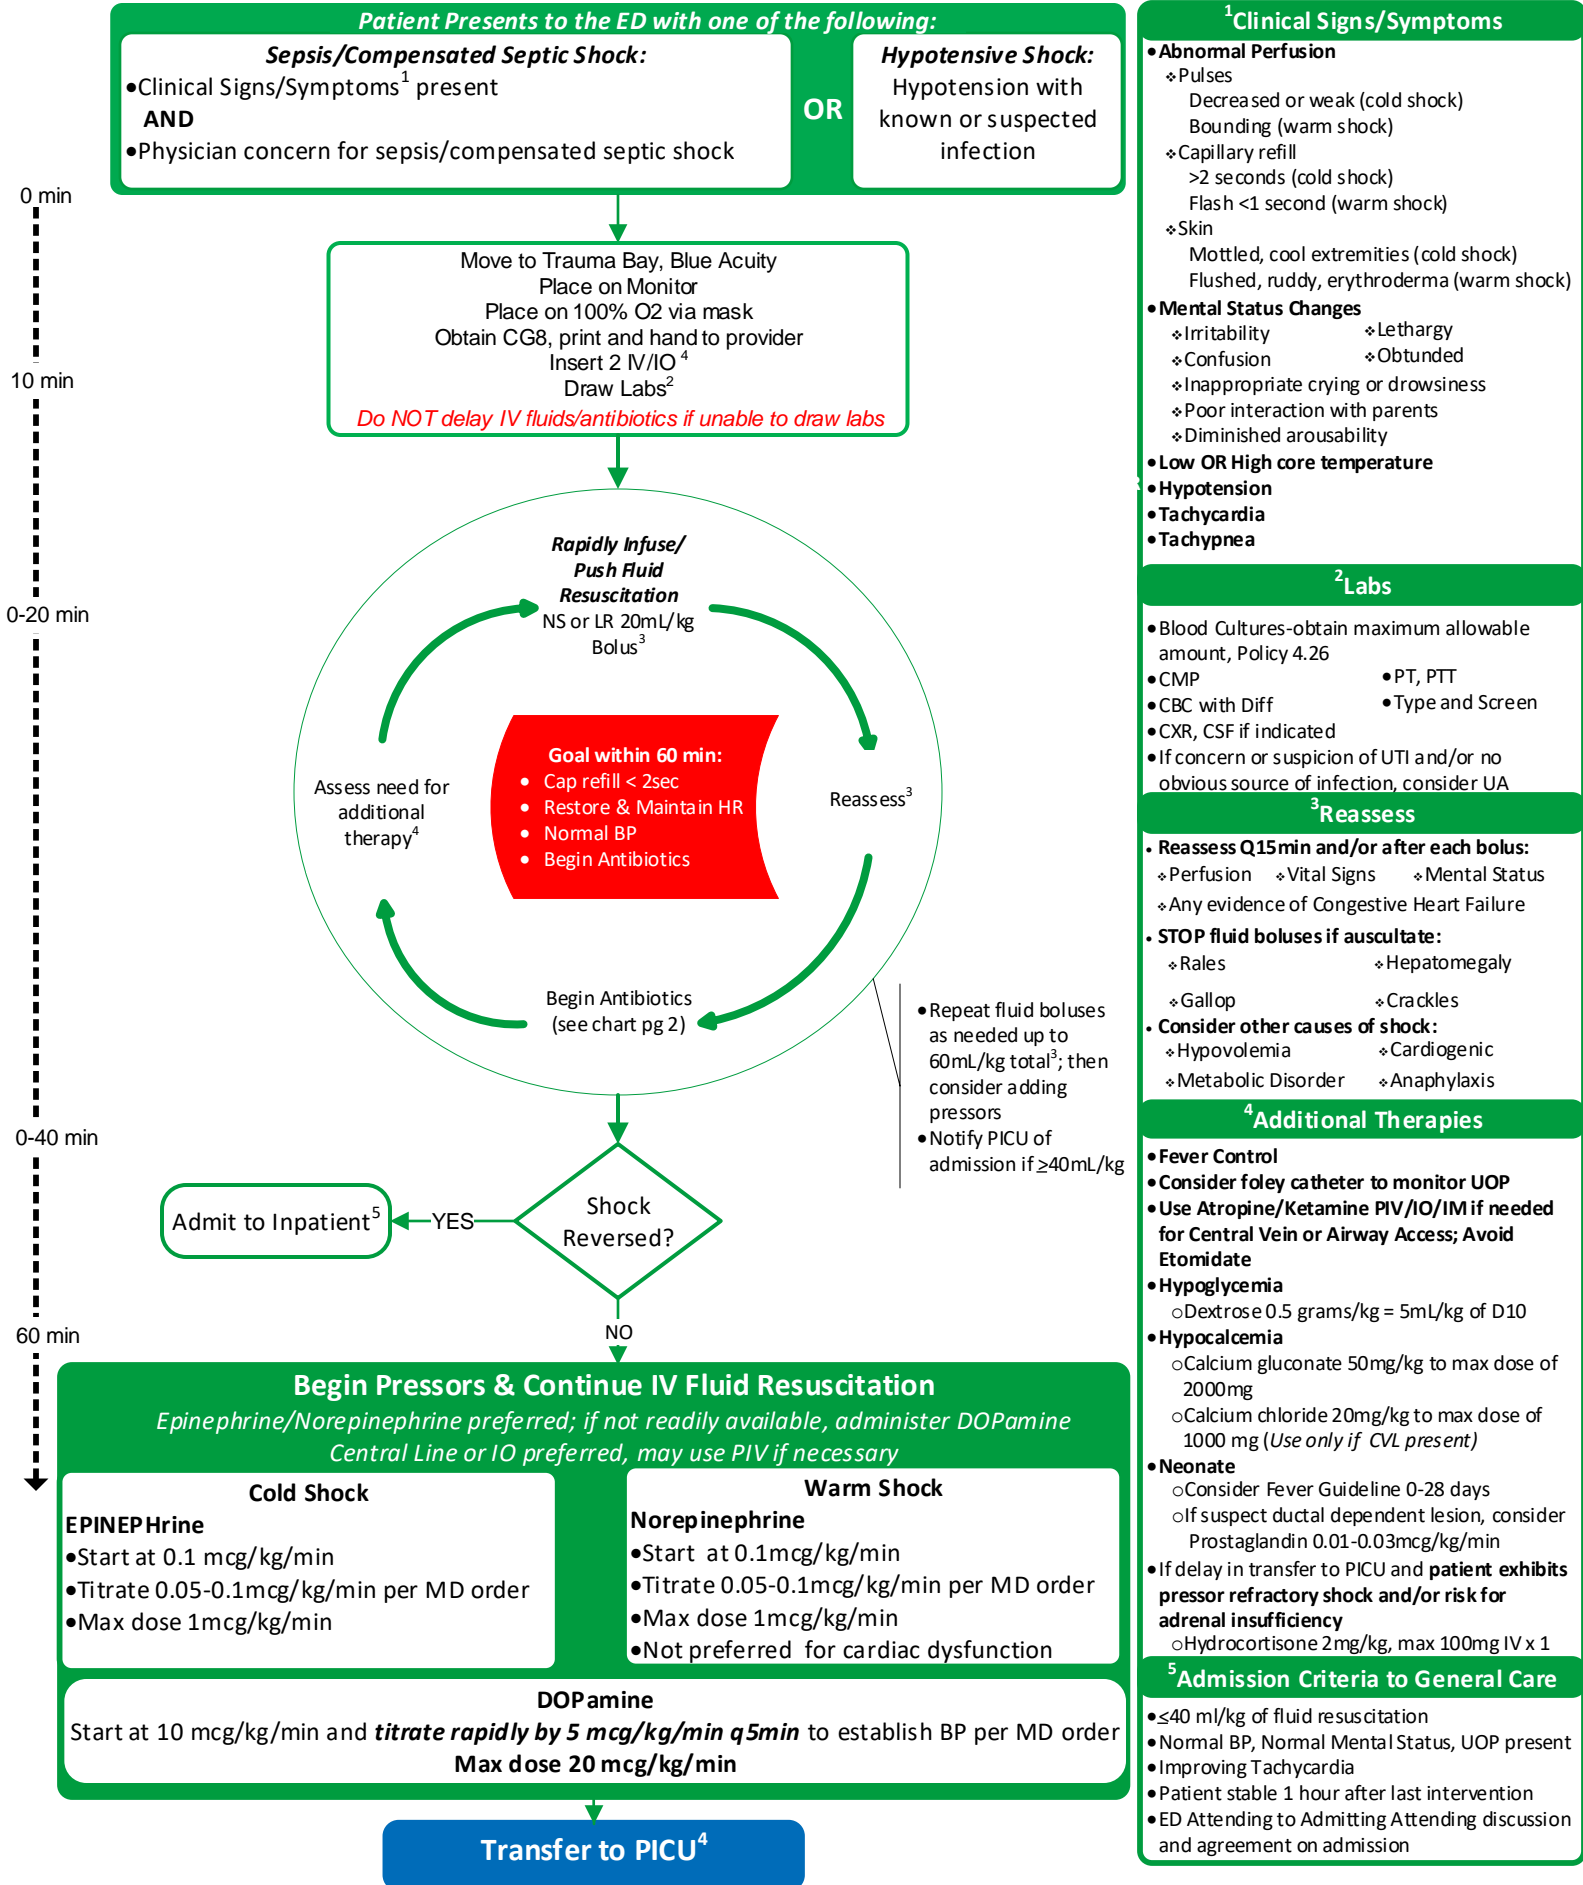 Patient Presents to the ED with one of the following:
Sepsis/Compensated Septic Shock:
•Clinical Signs/Symptoms1 present
AND
•Physician concern for sepsis/compensated septic shock
OR
Hypotensive Shock:
Hypotension with
known or suspected
infection
0 min
10 min
0-20 min
0-40 min
60 min
Move to Trauma Bay, Blue Acuity
Place on Monitor
Place on 100% O2 via mask
Obtain CG8, print and hand to provider
Insert 2 IV/IO 4
Draw Labs2
Do NOT delay IV fluids/antibiotics if unable to draw labs
Rapidly Infuse/
Push Fluid
Resuscitation
NS or LR 20mL/kg
Bolus3
Reassess3
Begin Antibiotics
(see chart pg 2)
Assess need for
additional
therapy4
Goal within 60 min:
• Cap refill < 2sec
• Restore & Maintain HR
• Normal BP
• Begin Antibiotics
•Repeat fluid boluses
as needed up to
60mL/kg total3; then
consider adding
pressors
•Notify PICU of
admission if ≥40mL/kg
Shock
Reversed?
YES
Admit to Inpatient5
NO
Begin Pressors & Continue IV Fluid Resuscitation
Epinephrine/Norepinephrine preferred; if not readily available, administer DOPamine
Central Line or IO preferred, may use PIV if necessary
Cold Shock
EPINEPHrine
•Start at 0.1 mcg/kg/min
•Titrate 0.05-0.1mcg/kg/min per MD order
•Max dose 1mcg/kg/min
Warm Shock
Norepinephrine
•Start at 0.1mcg/kg/min
•Titrate 0.05-0.1mcg/kg/min per MD order
•Max dose 1mcg/kg/min
•Not preferred for cardiac dysfunction
DOPamine
Start at 10 mcg/kg/min and titrate rapidly by 5 mcg/kg/min q5min to establish BP per MD order
Max dose 20 mcg/kg/min
Transfer to PICU4
1Clinical Signs/Symptoms
•Abnormal Perfusion
❖Pulses
Decreased or weak (cold shock)
Bounding (warm shock)
❖Capillary refill
>2 seconds (cold shock)
Flash <1 second (warm shock)
❖Skin
Mottled, cool extremities (cold shock)
Flushed, ruddy, erythroderma (warm shock)
•Mental Status Changes
❖Irritability ❖Lethargy
❖Confusion ❖Obtunded
❖Inappropriate crying or drowsiness
❖Poor interaction with parents
❖Diminished arousability
•Low OR High core temperature
•Hypotension
•Tachycardia
•Tachypnea
2Labs
•Blood Cultures-obtain maximum allowable
amount, Policy 4.26
•CMP •PT, PTT
•CBC with Diff •Type and Screen
•CXR, CSF if indicated
•If concern or suspicion of UTI and/or no
obvious source of infection, consider UA
3Reassess
• Reassess Q15min and/or after each bolus:
❖Perfusion ❖Vital Signs ❖Mental Status
❖Any evidence of Congestive Heart Failure
• STOP fluid boluses if auscultate:
❖Rales ❖Hepatomegaly
❖Gallop ❖Crackles
• Consider other causes of shock:
❖Hypovolemia ❖Cardiogenic
❖Metabolic Disorder ❖Anaphylaxis
4Additional Therapies
•Fever Control
•Consider foley catheter to monitor UOP
•Use Atropine/Ketamine PIV/IO/IM if needed
for Central Vein or Airway Access; Avoid
Etomidate
•Hypoglycemia
○Dextrose 0.5 grams/kg = 5mL/kg of D10
•Hypocalcemia
○Calcium gluconate 50mg/kg to max dose of
2000mg
○Calcium chloride 20mg/kg to max dose of
1000 mg (Use only if CVL present)
•Neonate
○Consider Fever Guideline 0-28 days
○If suspect ductal dependent lesion, consider
Prostaglandin 0.01-0.03mcg/kg/min
•If delay in transfer to PICU and patient exhibits
pressor refractory shock and/or risk for
adrenal insufficiency
○Hydrocortisone 2mg/kg, max 100mg IV x 1
5Admission Criteria to General Care
•≤40 ml/kg of fluid resuscitation
•Normal BP, Normal Mental Status, UOP present
•Improving Tachycardia
•Patient stable 1 hour after last intervention
•ED Attending to Admitting Attending discussion
and agreement on admission